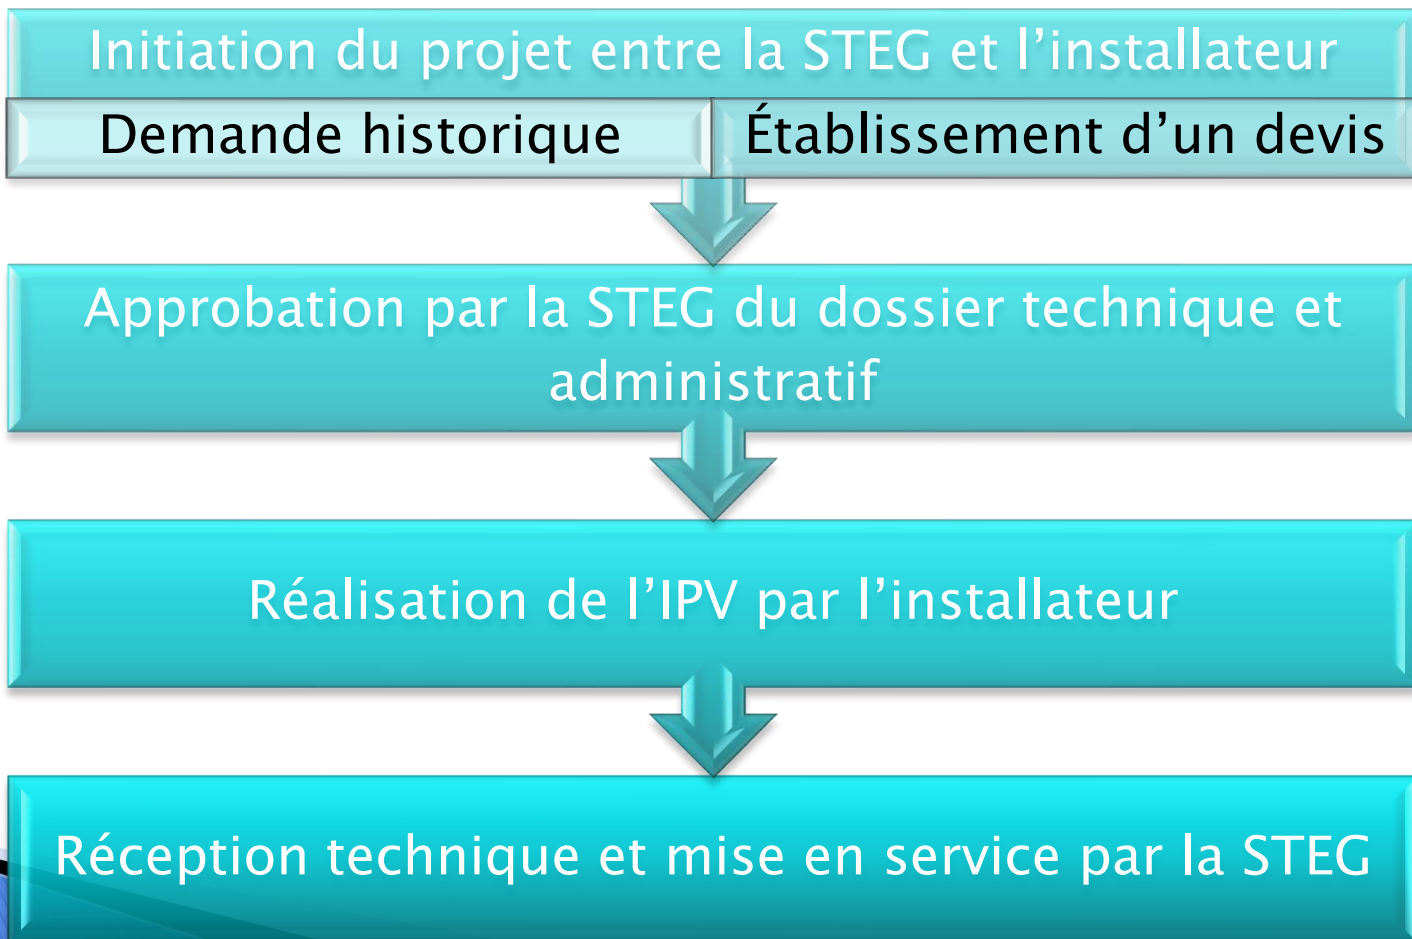 Initiation du projet entre la STEG et l’installateur
Demande historique
Établissement d’un devis
Approbation par la STEG du dossier technique et
administratif
Réalisation de l’IPV par l’installateur
Réception technique et mise en service par la STEG